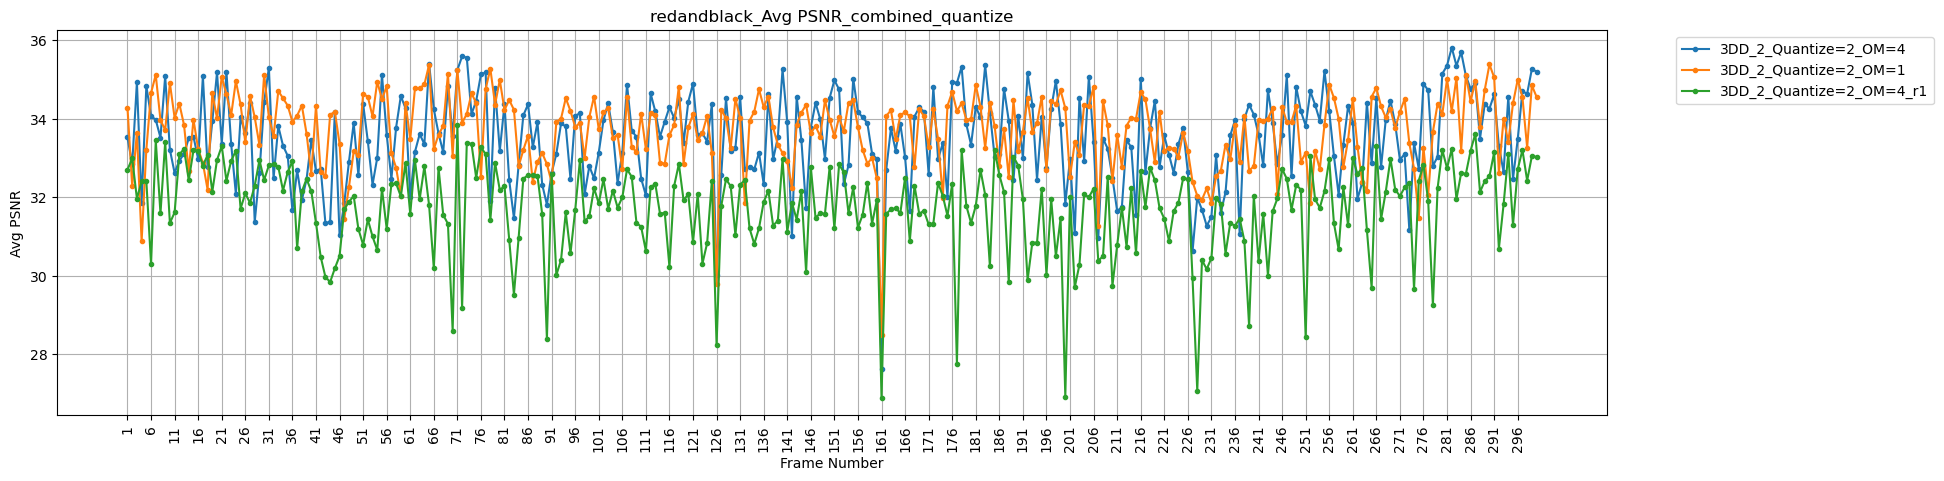 redandblack_Avg PSNR_combined_quantize
36
34
32
30
28
Avg PSNR
1 6 11 16 21 26 31 36 41 46 51 56 61 66 71 76 81 86 91 96 101 106 111 116 121 126 131 136 141 146 151 156 161 166 171 176 181 186 191 196 201 206 211 216 221 226 231 236 241 246 251 256 261 266 271 276 281 286 291 296
Frame Number
3DD_2_Quantize=2_OM=4
3DD_2_Quantize=2_OM=1
3DD_2_Quantize=2_OM=4_r1